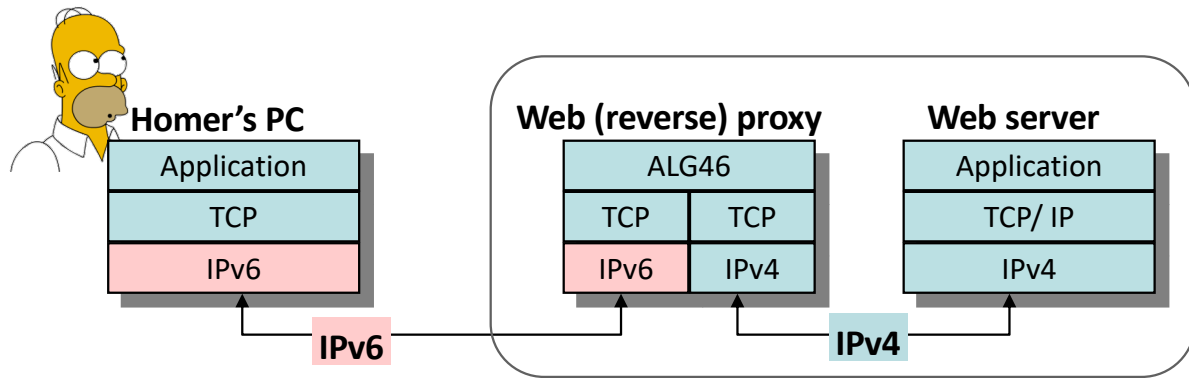 Homer's PC
Application
TCP
IPv6
Web (reverse) proxy
ALG46
TCP TCP
IPv6 IPv4
Web server
Application
TCP/ IP
IPv4
IPv6
IPv4